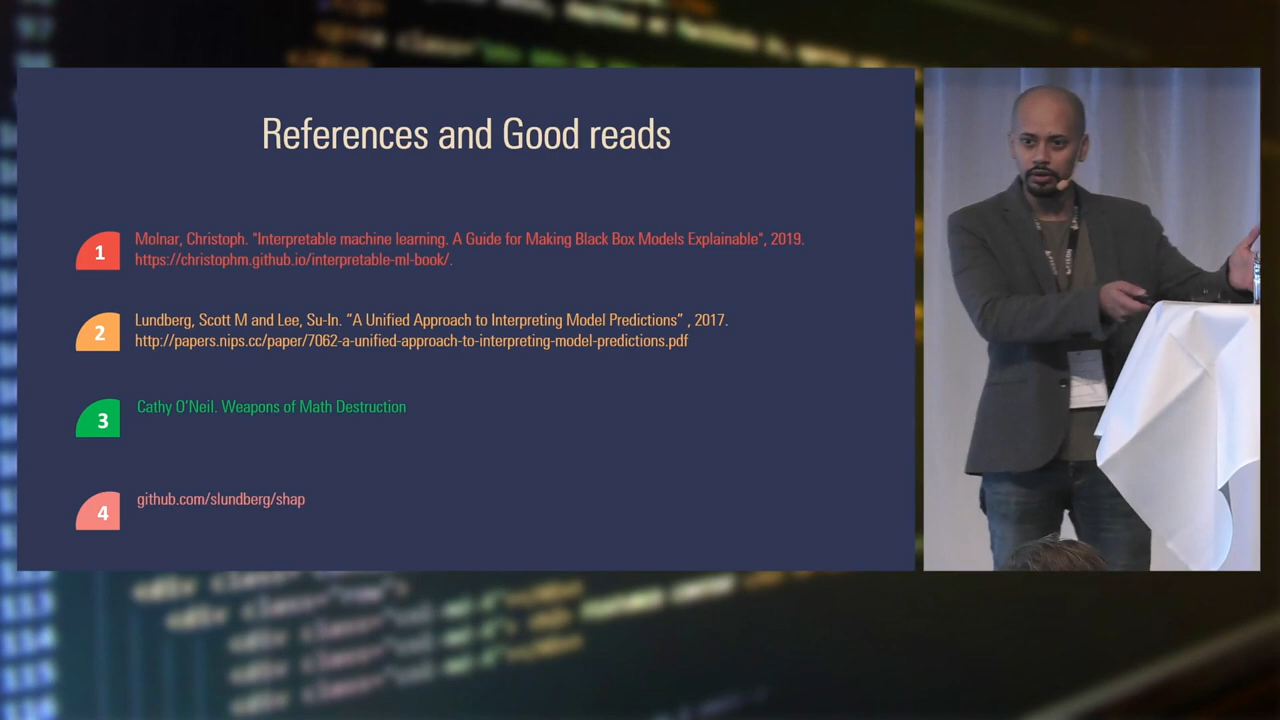 References and Good reads
1
Molnar, Christoph. "Interpretable machine learning. A Guide for Making Black Box Models Explainable", 2019.
https://christophm.github.io/interpretable-ml-book/.
2
Lundberg, Scott M and Lee, Su-In. "A Unified Approach to Interpreting Model Predictions" , 2017.
http://papers.nips.cc/paper/7062-a-unified-approach-to-interpreting-model-predictions.pdf
3
Cathy O'Neil. Weapons of Math Destruction
4
github.com/slundberg/shap